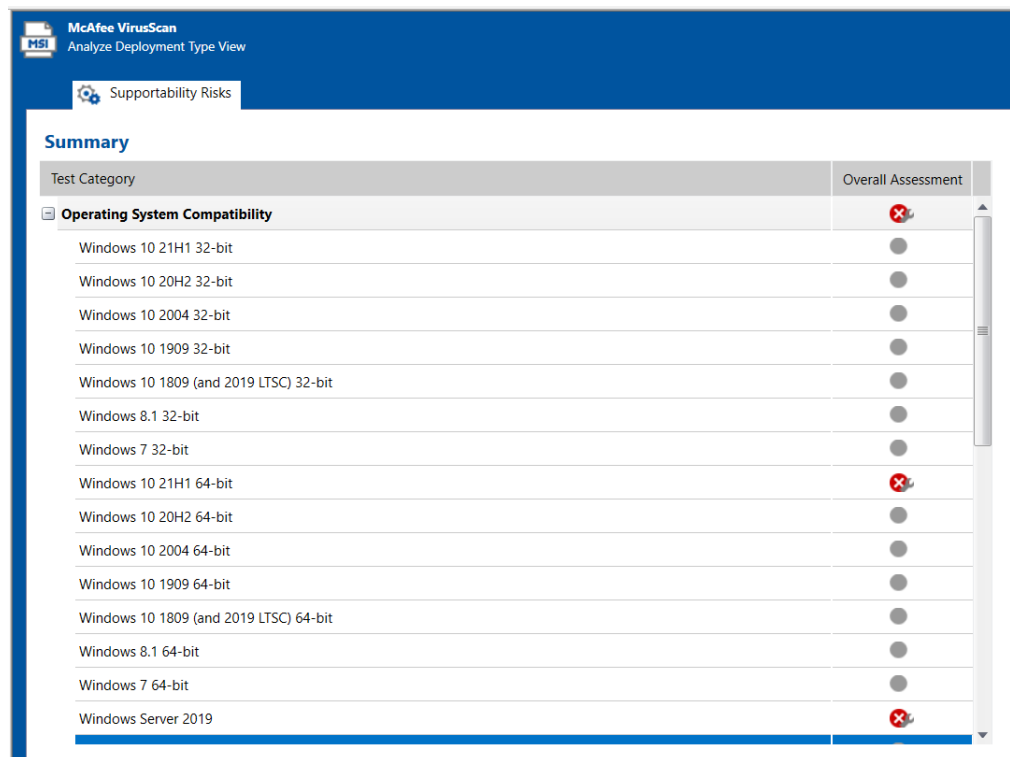 McAfee VirusScan
MSI
Analyze Deployment Type View
Supportability Risks
Summary
Test Category Overall Assessment
Operating System Compatibility
Windows 10 21H1 32-bit
Windows 10 20H2 32-bit
Windows 10 2004 32-bit
Windows 10 1909 32-bit
Windows 10 1809 (and 2019 LTSC) 32-bit
Windows 8.1 32-bit
Windows 7 32-bit
Windows 10 21H1 64-bit
Windows 10 20H2 64-bit
Windows 10 2004 64-bit
Windows 10 1909 64-bit
Windows 10 1809 (and 2019 LTSC) 64-bit
Windows 8.1 64-bit
Windows 7 64-bit
Windows Server 2019